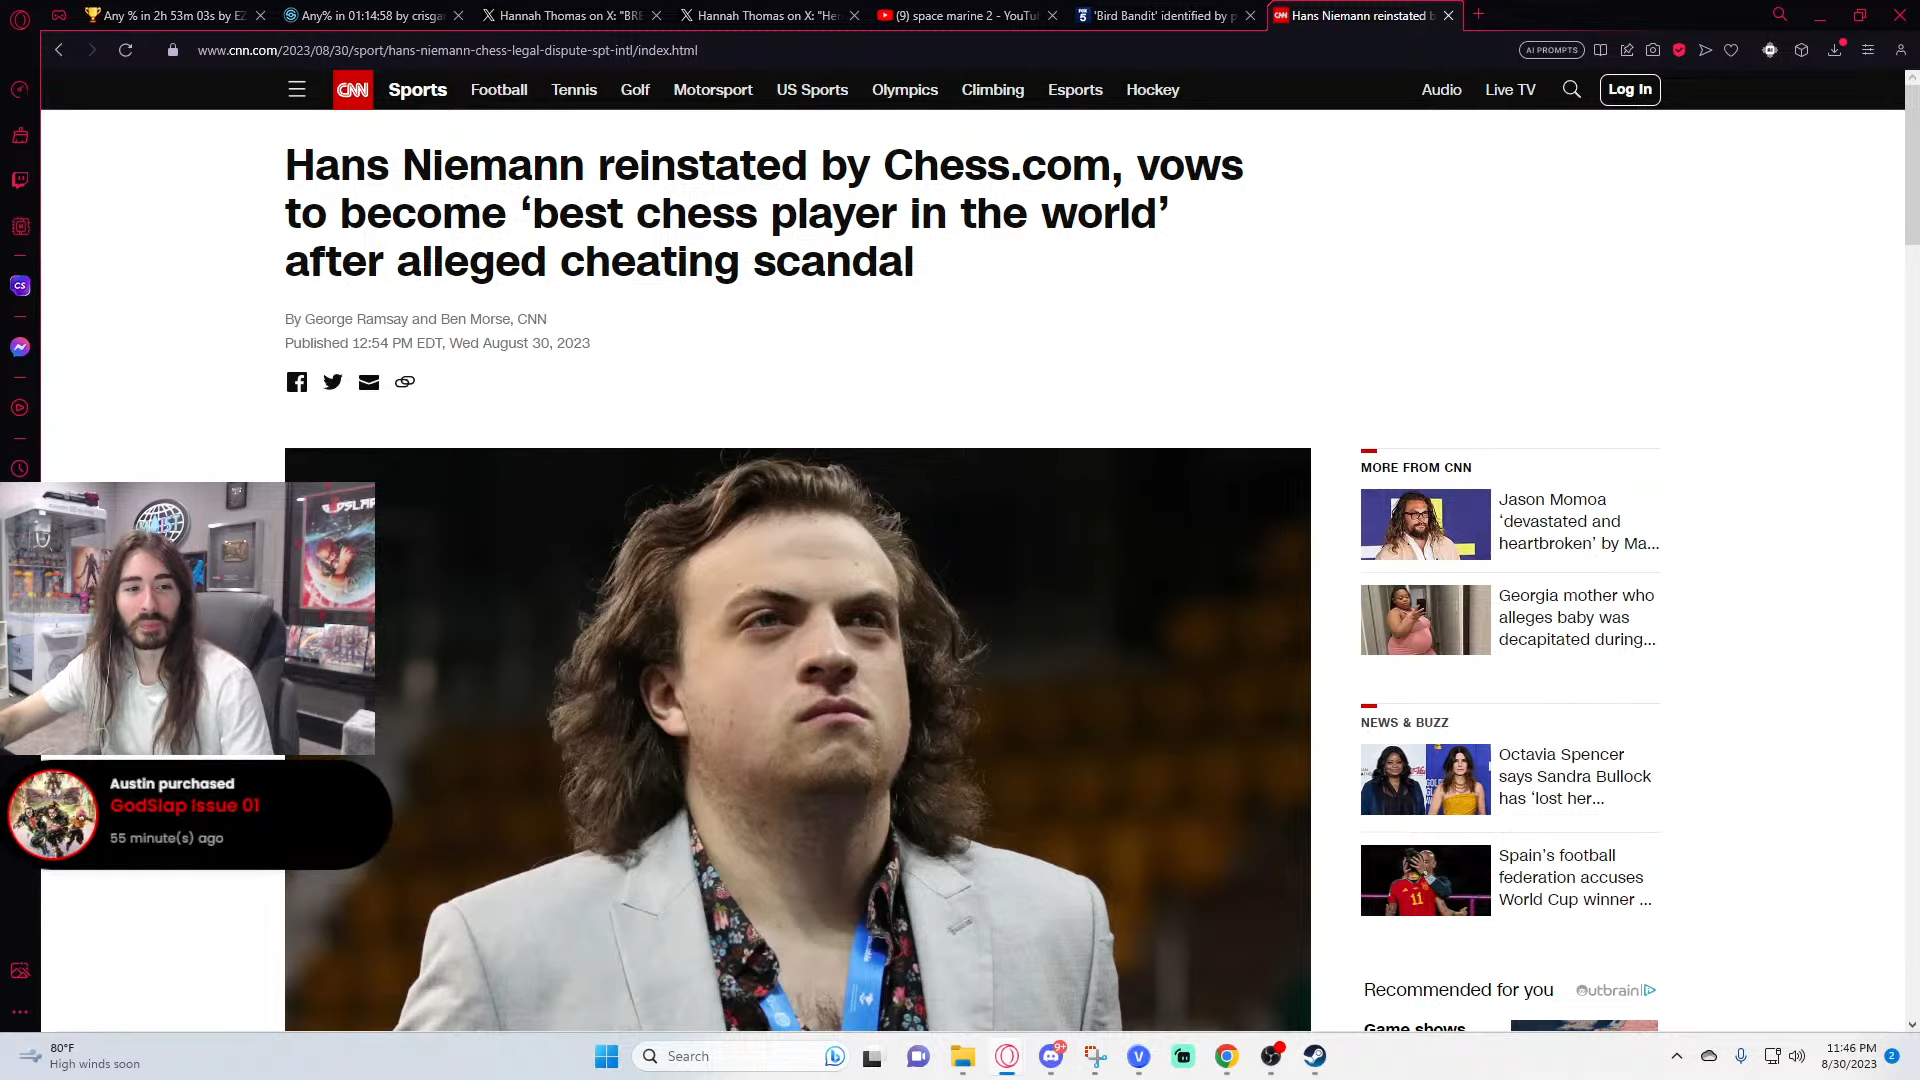 Any % in 2h 53m 03s by EZ
Any% in 01:14:58 by crisga
Hannah Thomas on X: "BRE
Hannah Thomas on X: "Her
(9) space marine 2 - YouTu
'Bird Bandit' identified by p
Hans Niemann reinstated b
www.cnn.com/2023/08/30/sport/hans-niemann-chess-legal-dispute-spt-intl/index.html
AI PROMPTS
CNN
Sports
Football
Tennis
Golf
Motorsport
US Sports
Olympics
Climbing
Esports
Hockey
Audio
Live TV
Log In
Hans Niemann reinstated by Chess.com, vows
to become ‘best chess player in the world’
after alleged cheating scandal
By George Ramsay and Ben Morse, CNN
Published 12:54 PM EDT, Wed August 30, 2023
CS
MORE FROM CNN
Jason Momoa
‘devastated and
heartbroken’ by Ma...
Georgia mother who
alleges baby was
decapitated during...
NEWS & BUZZ
Octavia Spencer
says Sandra Bullock
has ‘lost her...
Spain’s football
federation accuses
World Cup winner ...
Austin purchased
GodSlap Issue 01
55 minute(s) ago
Recommended for you
Outbrain
Game shows
80°F
High winds soon
Search
9+
11:46 PM
8/30/2023
2